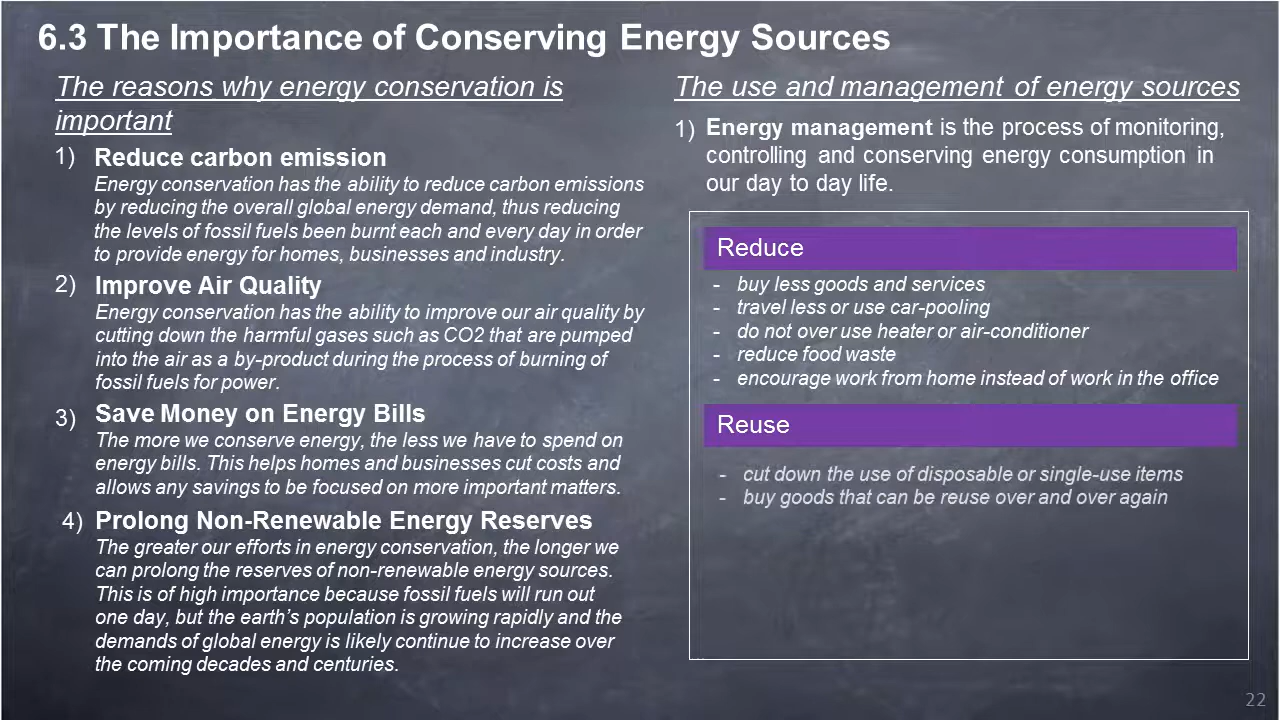 6.3 The Importance of Conserving Energy Sources
The reasons why energy conservation is
important
1) Reduce carbon emission
Energy conservation has the ability to reduce carbon emissions
by reducing the overall global energy demand, thus reducing
the levels of fossil fuels been burnt each and every day in order
to provide energy for homes, businesses and industry.
2) Improve Air Quality
Energy conservation has the ability to improve our air quality by
cutting down the harmful gases such as CO2 that are pumped
into the air as a by-product during the process of burning of
fossil fuels for power.
3) Save Money on Energy Bills
The more we conserve energy, the less we have to spend on
energy bills. This helps homes and businesses cut costs and
allows any savings to be focused on more important matters.
4) Prolong Non-Renewable Energy Reserves
The greater our efforts in energy conservation, the longer we
can prolong the reserves of non-renewable energy sources.
This is of high importance because fossil fuels will run out
one day, but the earth's population is growing rapidly and the
demands of global energy is likely continue to increase over
the coming decades and centuries.
The use and management of energy sources
1) Energy management is the process of monitoring,
controlling and conserving energy consumption in
our day to day life.
Reduce
- buy less goods and services
- travel less or use car-pooling
- do not over use heater or air-conditioner
- reduce food waste
- encourage work from home instead of work in the office
Reuse
- cut down the use of disposable or single-use items
- buy goods that can be reuse over and over again
22